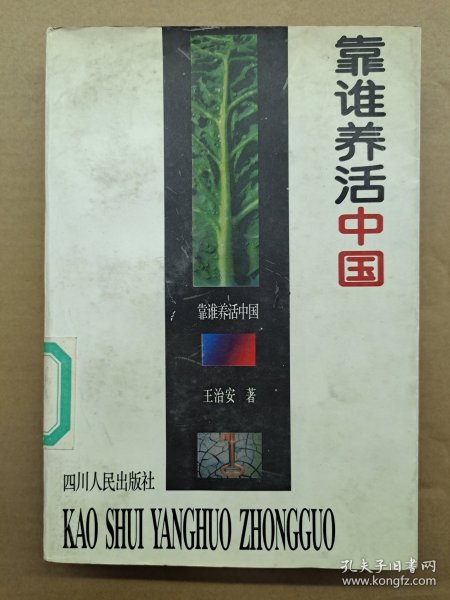 靠谁养活中国
靠谁养活中国
王治安 著
四川人民出版社
KAO SHUI YANGHUO ZHONGGUO
孔夫子旧书网
www.kongfz.com